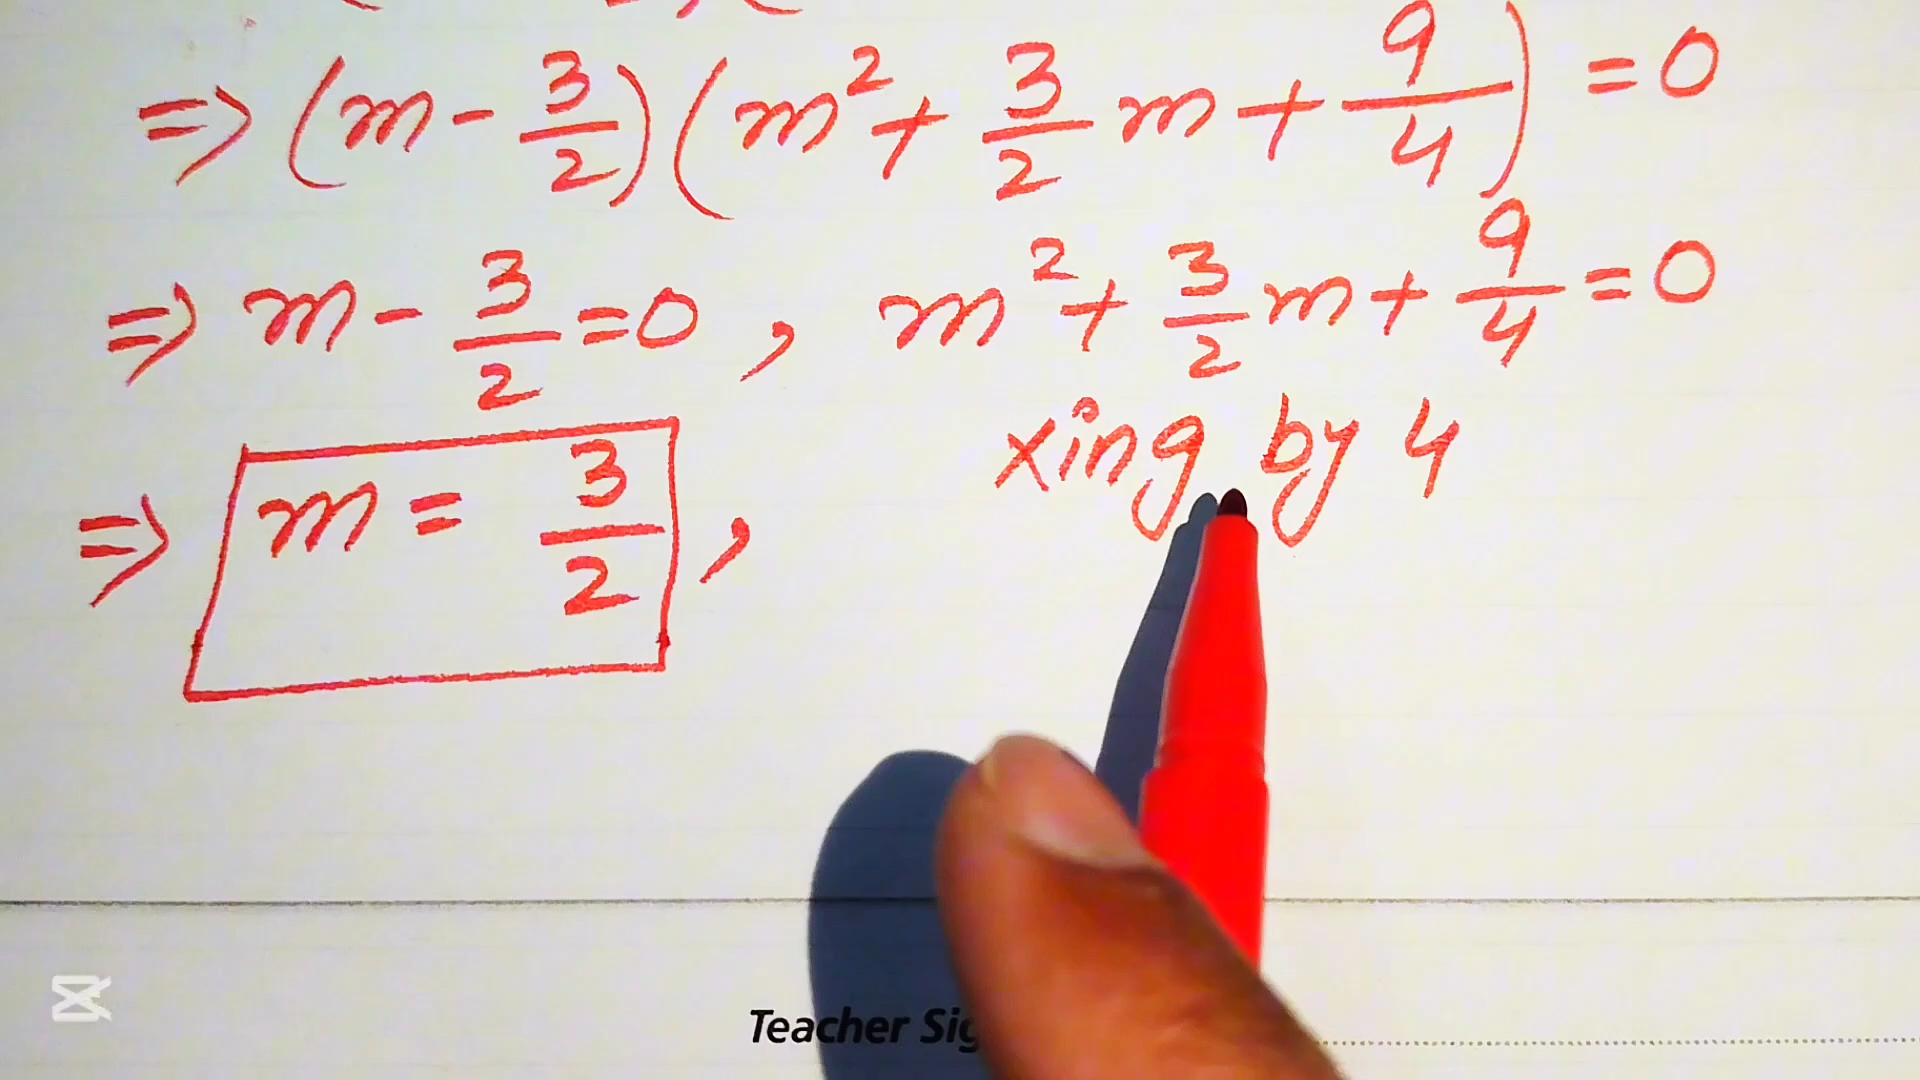 => (m - 3/2)(m² + 3/2 m + 9/4) = 0
=> m - 3/2 = 0 , m² + 3/2 m + 9/4 = 0
xing by 4
=> m = 3/2 ,
Teacher